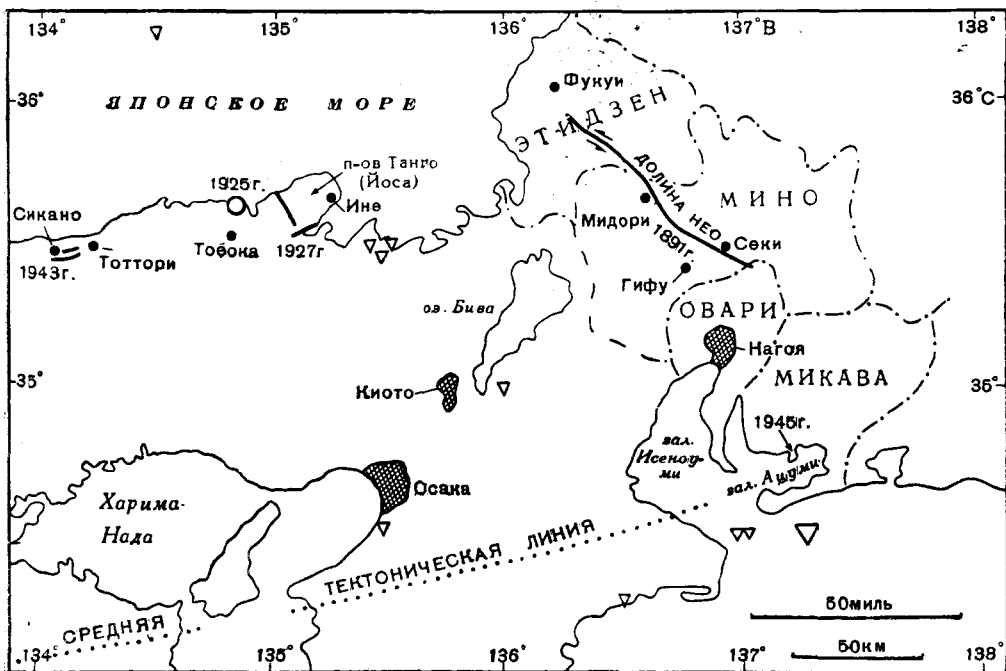 134° 135° 136° 137°В 138°
Фукуи
36° 36°С
ЯПОНСКОЕ МОРЕ
ЭТИДЗЕН
п-ов Танго
(Йоса)
ДОЛИНА НЕО
1925г.
МИНО
Сикано
Ине
Мидори
Тоттори
Тобока
1927г.
1891г.
Секи
1943г.
Гифу
оз. Бива
ОВАРИ
Нагоя
35° 35°
Киото
МИКАВА
1945г.
зал.
Исеноу-
ми
зал. Ацуми
Осака
Харима-
Нада
СРЕДНЯЯ ТЕКТОНИЧЕСКАЯ ЛИНИЯ
50миль
50км
134° 135° 136° 137° 138°